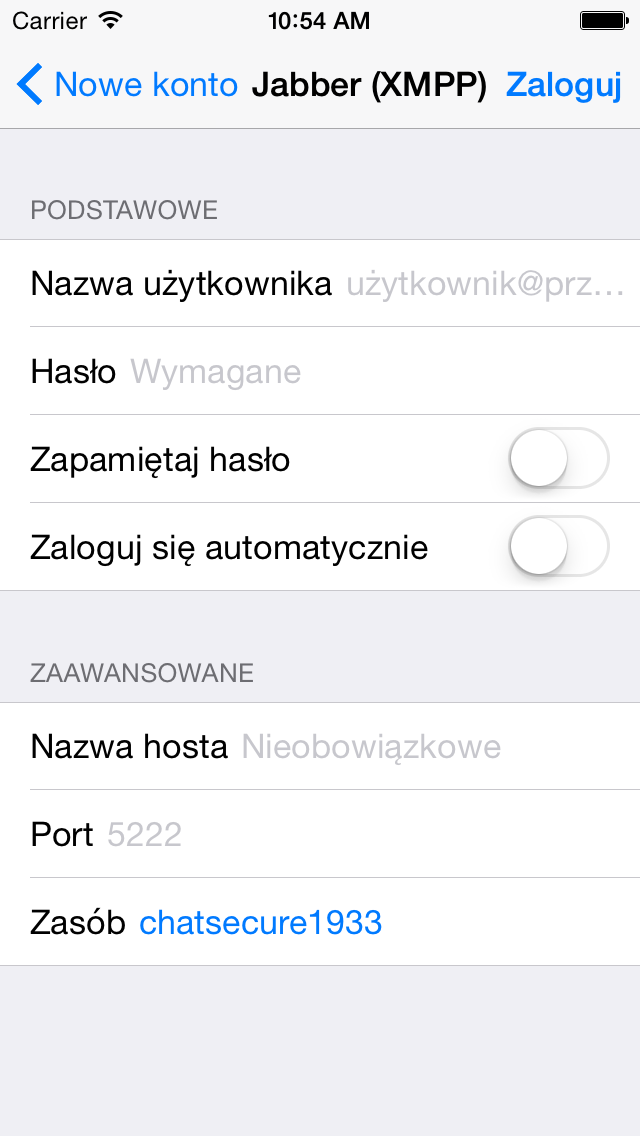 Carrier 10:54 AM
Nowe konto Jabber (XMPP) Zaloguj
PODSTAWOWE
Nazwa użytkownika użytkownik@prz...
Hasło Wymagane
Zapamiętaj hasło
Zaloguj się automatycznie
ZAAWANSOWANE
Nazwa hosta Nieobowiązkowe
Port 5222
Zasób chatsecure1933